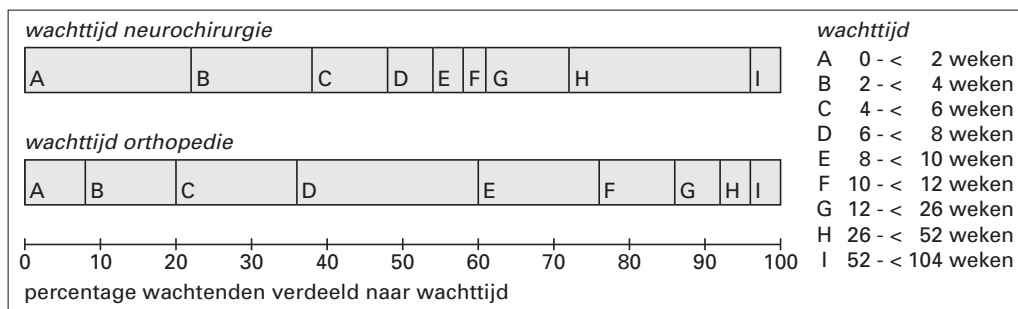 wachttijd neurochirurgie
A B C D E F G H I
wachttijd orthopedie
A B C D E F G H I
0 10 20 30 40 50 60 70 80 90 100
percentage wachtenden verdeeld naar wachttijd
wachttijd
A 0 - < 2 weken
B 2 - < 4 weken
C 4 - < 6 weken
D 6 - < 8 weken
E 8 - < 10 weken
F 10 - < 12 weken
G 12 - < 26 weken
H 26 - < 52 weken
I 52 - < 104 weken